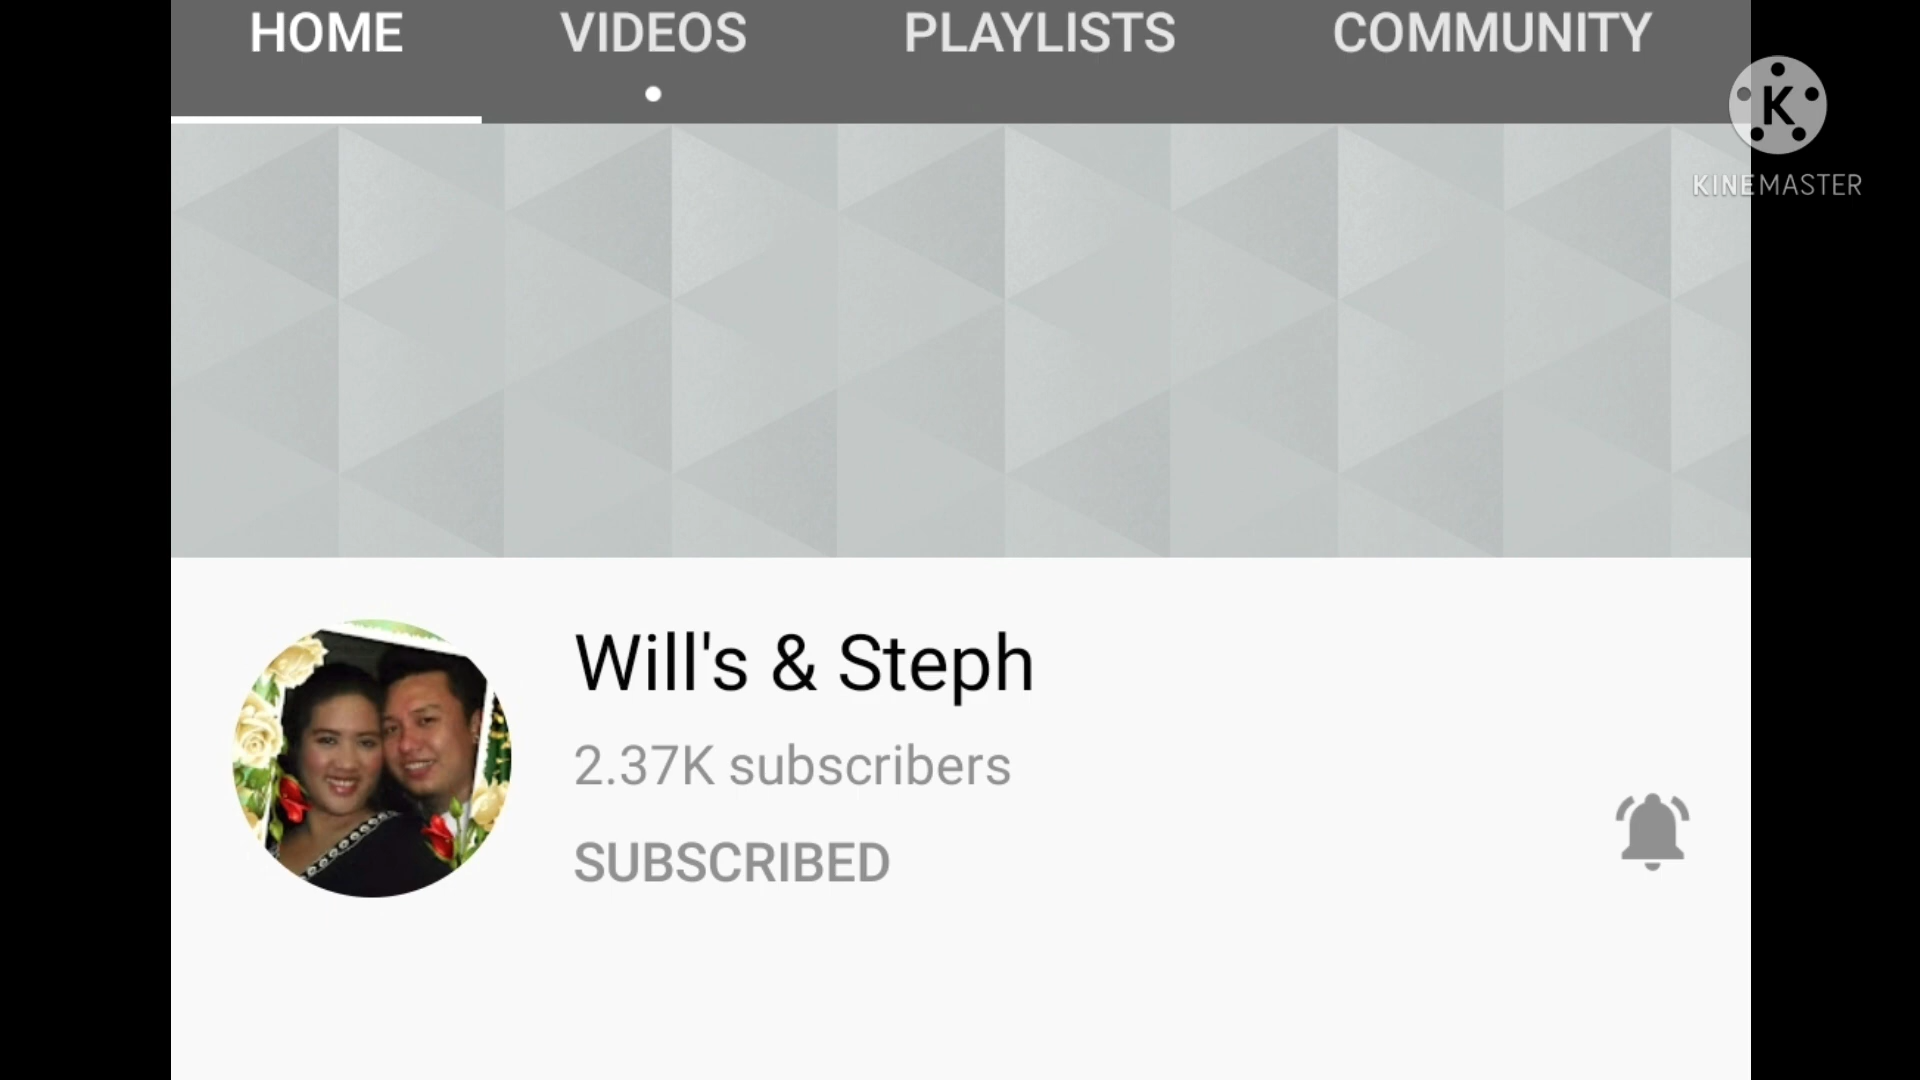 HOME VIDEOS PLAYLISTS COMMUNITY
K
KINEMASTER
Will's & Steph
2.37K subscribers
SUBSCRIBED